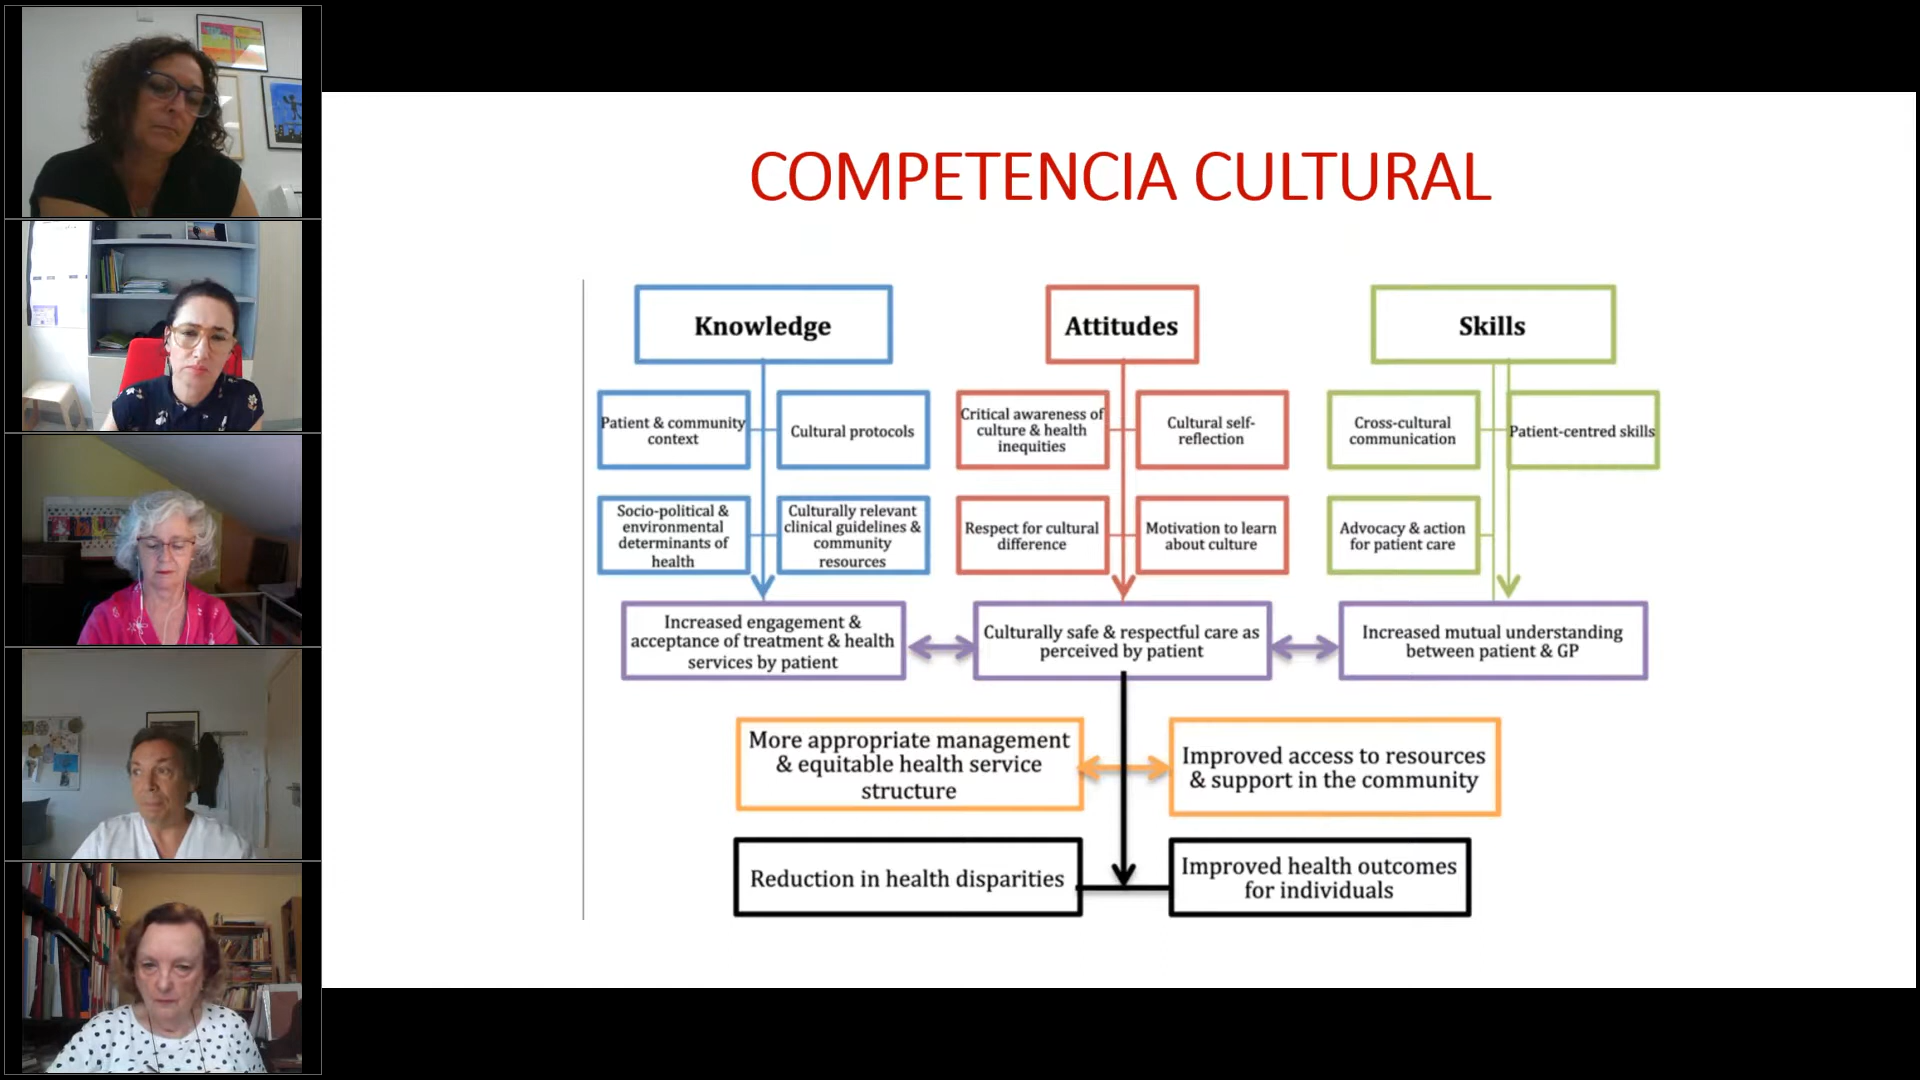 COMPETENCIA CULTURAL
Knowledge
Attitudes
Skills
Patient & community
context
Cultural protocols
Critical awareness of
culture & health
inequities
Cultural self-
reflection
Cross-cultural
communication
Patient-centred skills
Socio-political &
environmental
determinants of
health
Culturally relevant
clinical guidelines &
community
resources
Respect for cultural
difference
Motivation to learn
about culture
Advocacy & action
for patient care
Increased engagement &
acceptance of treatment & health
services by patient
Culturally safe & respectful care as
perceived by patient
Increased mutual understanding
between patient & GP
More appropriate management
& equitable health service
structure
Improved access to resources
& support in the community
Reduction in health disparities
Improved health outcomes
for individuals